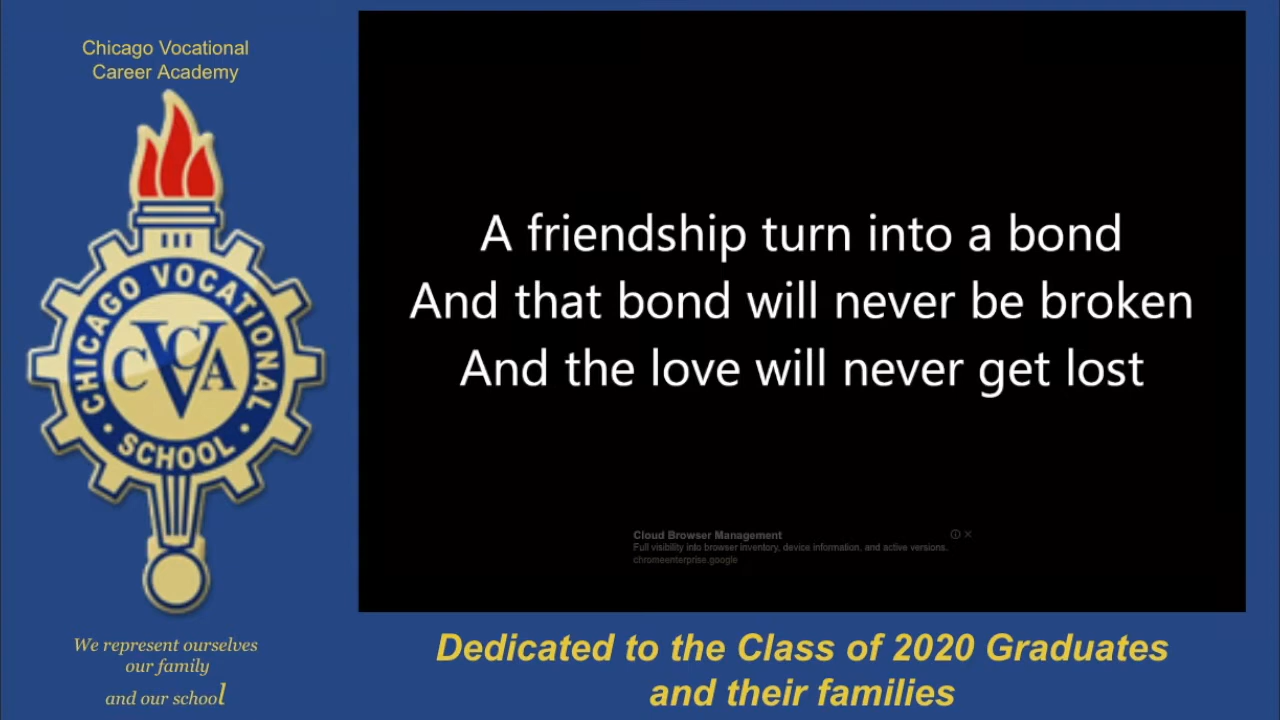 Chicago Vocational
Career Academy
CHICAGO VOCATIONAL
CVCA
· SCHOOL ·
We represent ourselves
our family
and our school
A friendship turn into a bond
And that bond will never be broken
And the love will never get lost
Cloud Browser Management
Full visibility into browser inventory, device information, and active versions.
chromeenterprise.google
Dedicated to the Class of 2020 Graduates
and their families